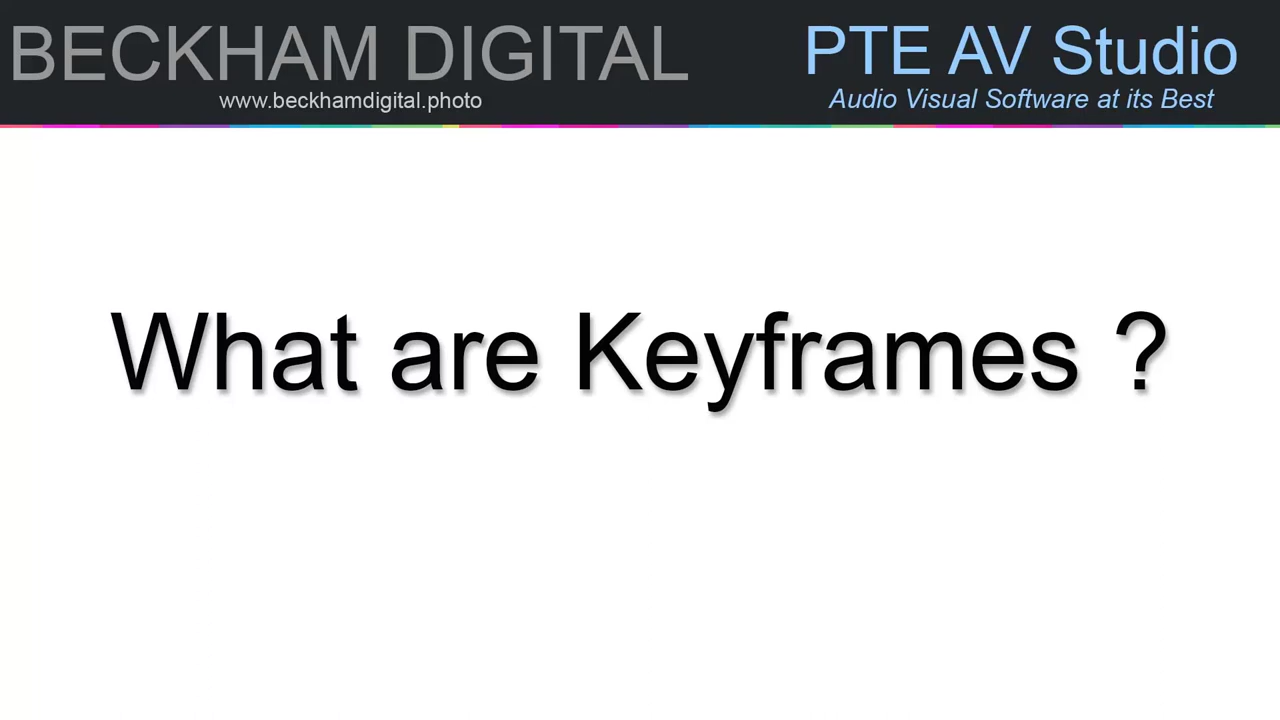 BECKHAM DIGITAL
www.beckhamdigital.photo
PTE AV Studio
Audio Visual Software at its Best
What are Keyframes ?